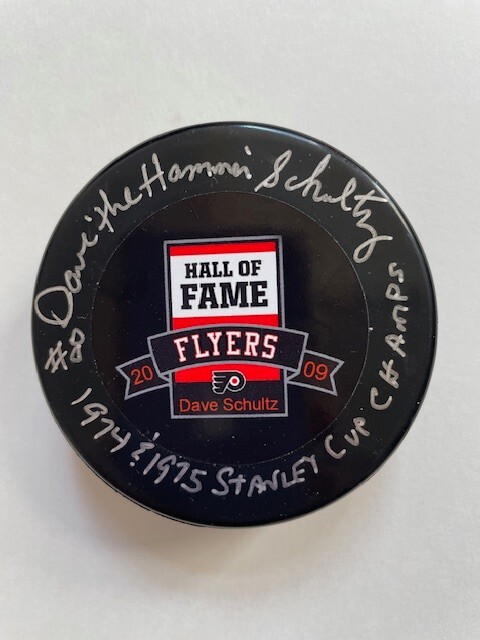 Dave 'the Hammer' Schultz
#8
HALL OF
FAME
FLYERS
20 09
Dave Schultz
1974 & 1975 STANLEY CUP CHAMPS